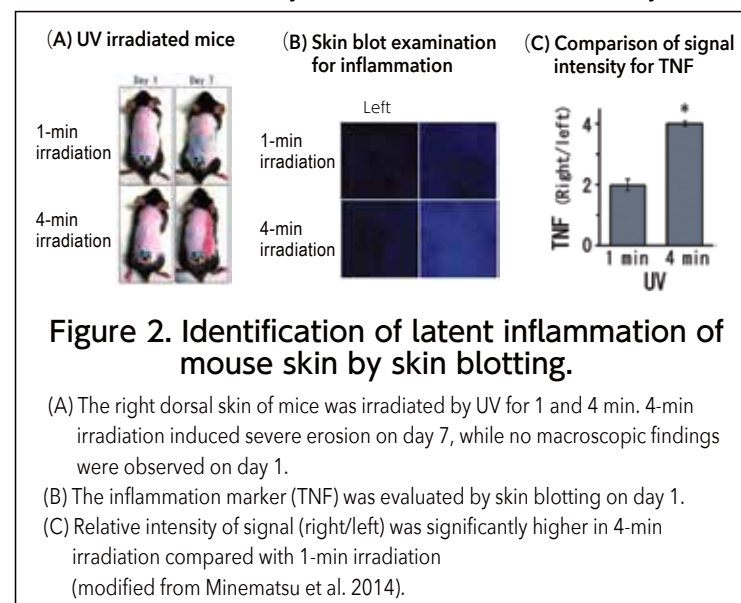 (A) UV irradiated mice
Day 1 Day 7
1-min
irradiation
4-min
irradiation
(B) Skin blot examination
for inflammation
Left
1-min
irradiation
4-min
irradiation
(C) Comparison of signal
intensity for TNF
TNF (Right/left)
4
2
0
*
1 min 4 min
UV
Figure 2. Identification of latent inflammation of
mouse skin by skin blotting.
(A) The right dorsal skin of mice was irradiated by UV for 1 and 4 min. 4-min
irradiation induced severe erosion on day 7, while no macroscopic findings
were observed on day 1.
(B) The inflammation marker (TNF) was evaluated by skin blotting on day 1.
(C) Relative intensity of signal (right/left) was significantly higher in 4-min
irradiation compared with 1-min irradiation
(modified from Minematsu et al. 2014).